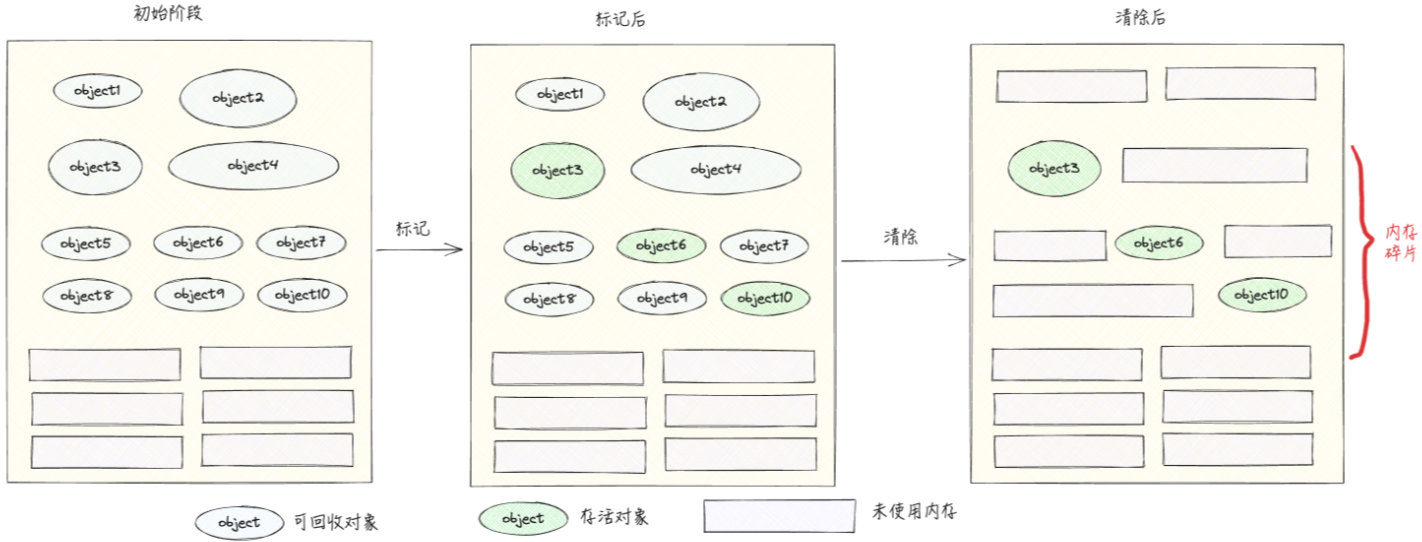 初始阶段
object1
object2
object3
object4
object5
object6
object7
object8
object9
object10
标记
标记后
object1
object2
object3
object4
object5
object6
object7
object8
object9
object10
清除
清除后
object3
object6
object10
内存
碎片
object 可回收对象
object 存活对象
未使用内存